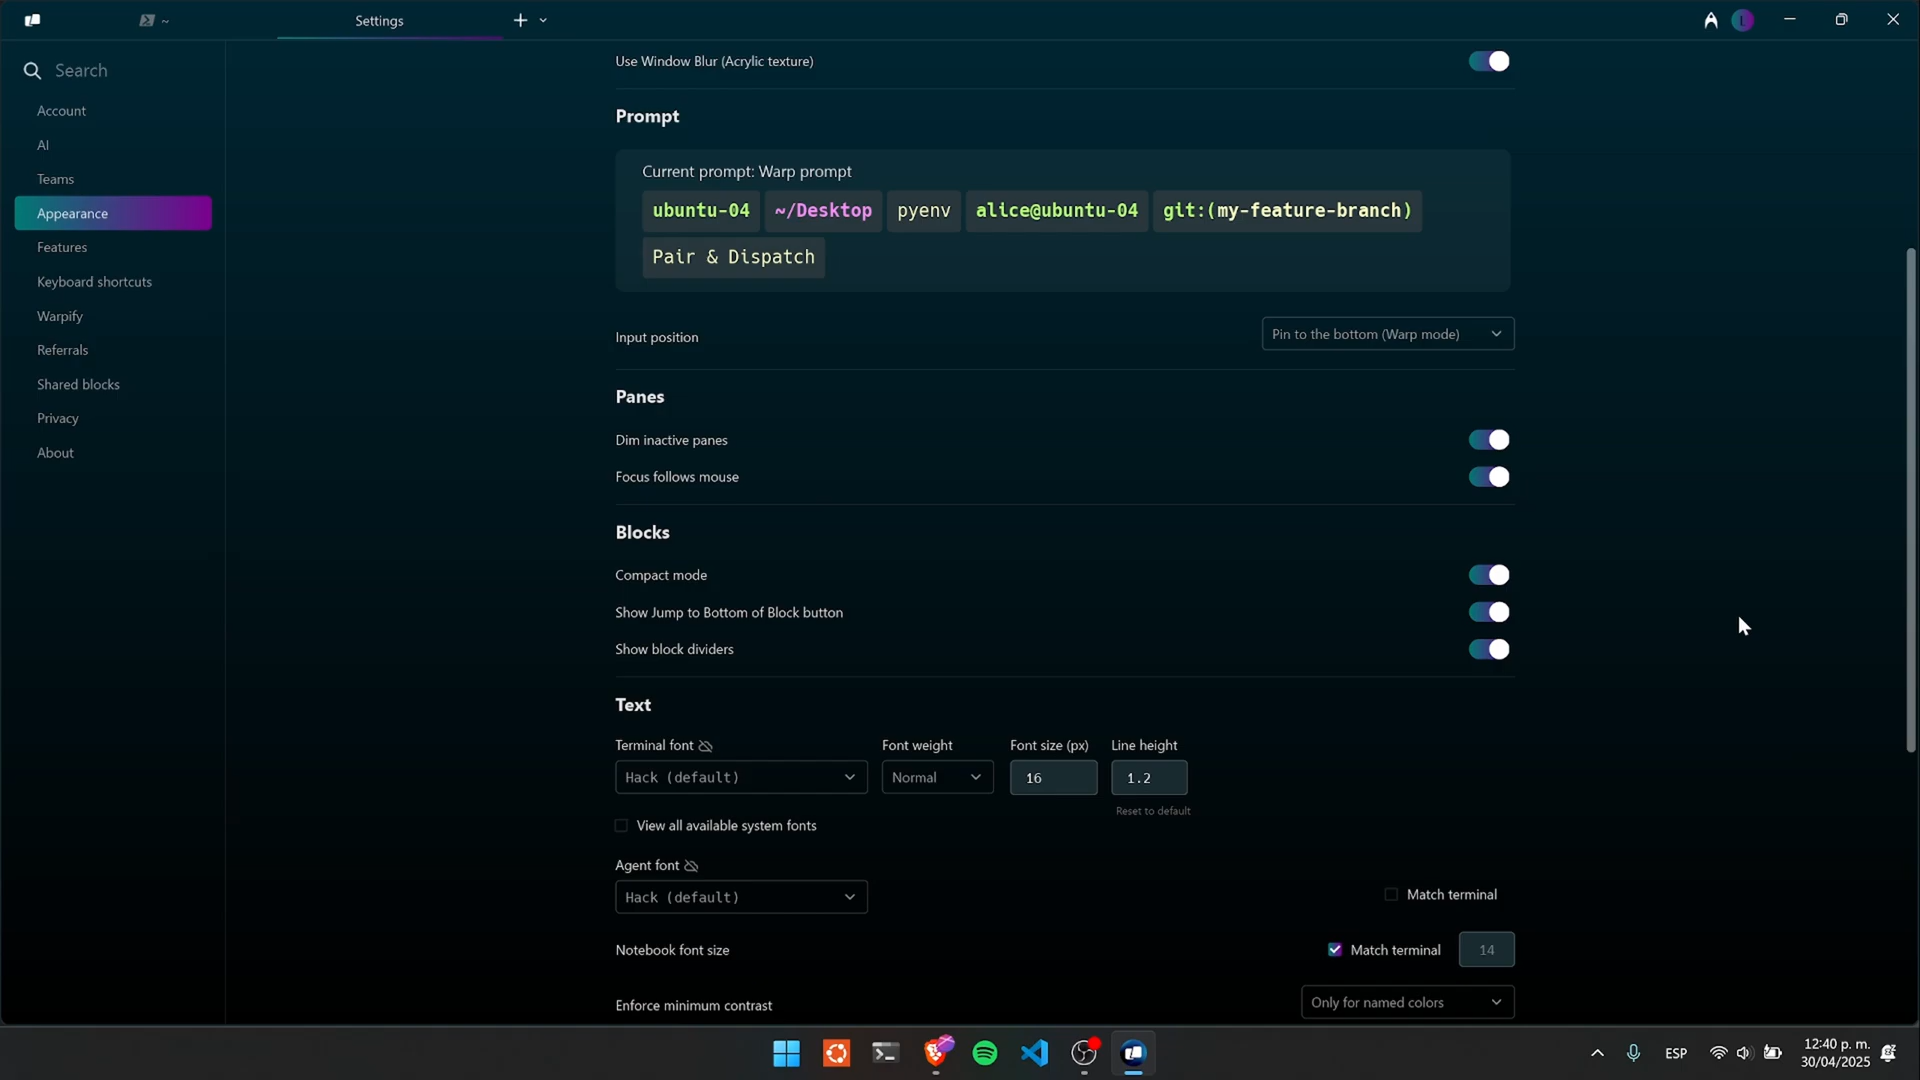 ~
Settings
L
Search
Account
AI
Teams
Appearance
Features
Keyboard shortcuts
Warpify
Referrals
Shared blocks
Privacy
About
Use Window Blur (Acrylic texture)
Prompt
Current prompt: Warp prompt
ubuntu-04 ~/Desktop pyenv alice@ubuntu-04 git:(my-feature-branch)
Pair & Dispatch
Input position Pin to the bottom (Warp mode)
Panes
Dim inactive panes
Focus follows mouse
Blocks
Compact mode
Show Jump to Bottom of Block button
Show block dividers
Text
Terminal font Font weight Font size (px) Line height
Hack (default) Normal 16 1.2
Reset to default
View all available system fonts
Agent font
Hack (default) Match terminal
Notebook font size Match terminal 14
Enforce minimum contrast Only for named colors
ESP
12:40 p. m.
30/04/2025